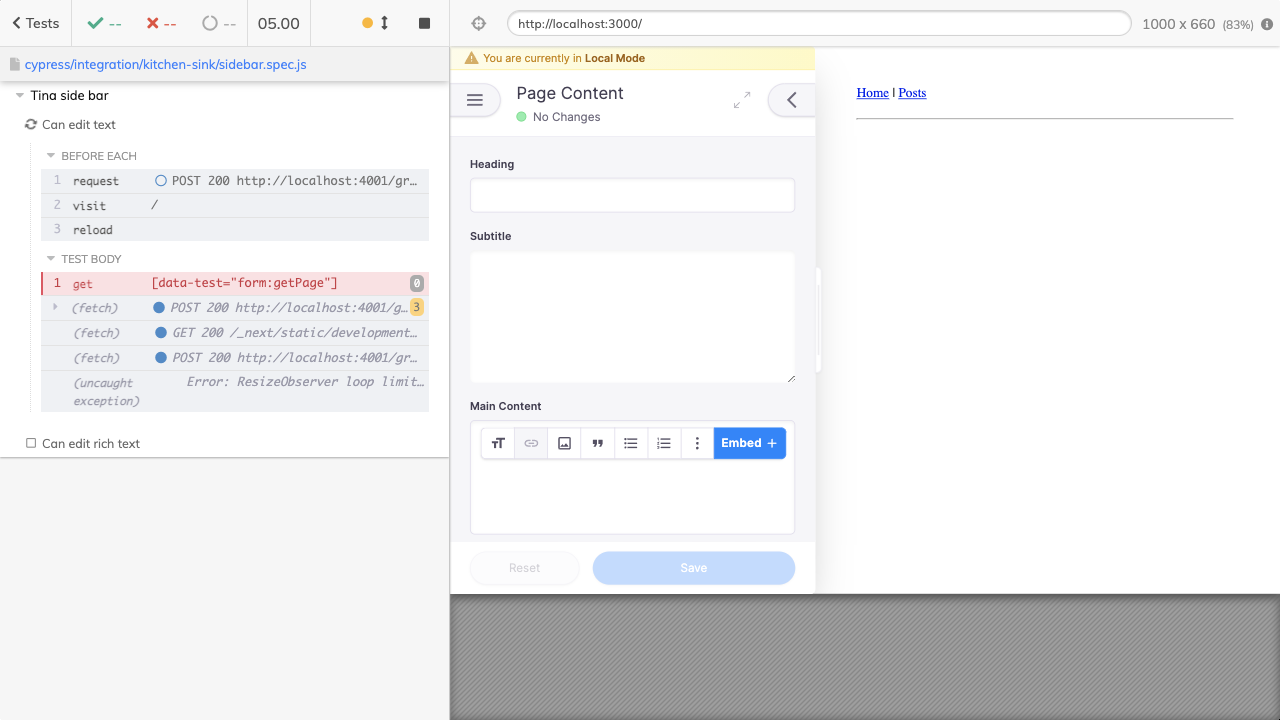 Tests
--
--
--
05.00
http://localhost:3000/
1000 x 660 (83%)
cypress/integration/kitchen-sink/sidebar.spec.js
Tina side bar
Can edit text
BEFORE EACH
1 request POST 200 http://localhost:4001/gr…
2 visit /
3 reload
TEST BODY
1 get [data-test="form:getPage"] 0
(fetch) POST 200 http://localhost:4001/g… 3
(fetch) GET 200 /_next/static/development…
(fetch) POST 200 http://localhost:4001/gr…
(uncaught exception) Error: ResizeObserver loop limit…
Can edit rich text
You are currently in Local Mode
Page Content
No Changes
Heading
Subtitle
Main Content
Embed +
Reset
Save
Home | Posts